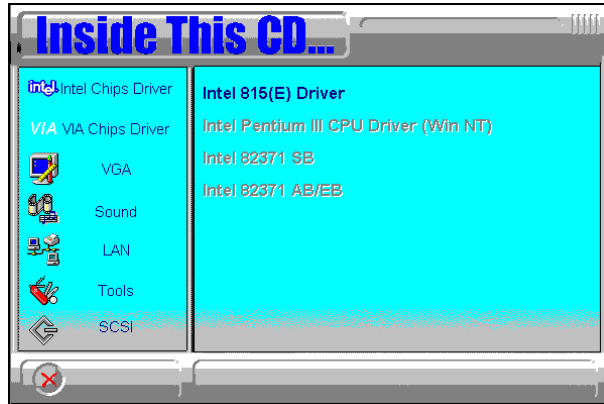 Inside This CD...
intel Intel Chips Driver
VIA VIA Chips Driver
VGA
Sound
LAN
Tools
SCSI
Intel 815(E) Driver
Intel Pentium III CPU Driver (Win NT)
Intel 82371 SB
Intel 82371 AB/EB